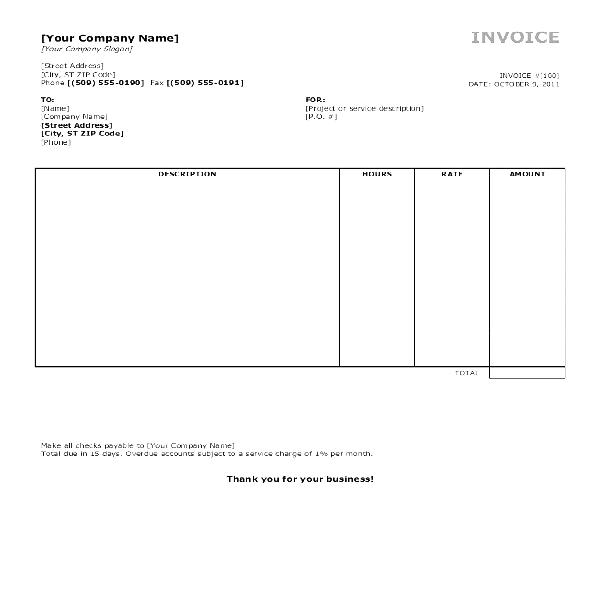 [Your Company Name]
INVOICE
[Your Company Slogan]
[Street Address]
[City, ST ZIP Code]
INVOICE #[100]
Phone [(509) 555-0190] Fax [(509) 555-0191]
DATE: OCTOBER 9, 2011
TO:
[Name]
[Company Name]
[Street Address]
[City, ST ZIP Code]
[Phone]
FOR:
[Project or service description]
[P.O. #]
DESCRIPTION HOURS RATE AMOUNT
TOTAL
Make all checks payable to [Your Company Name]
Total due in 15 days. Overdue accounts subject to a service charge of 1% per month.
Thank you for your business!